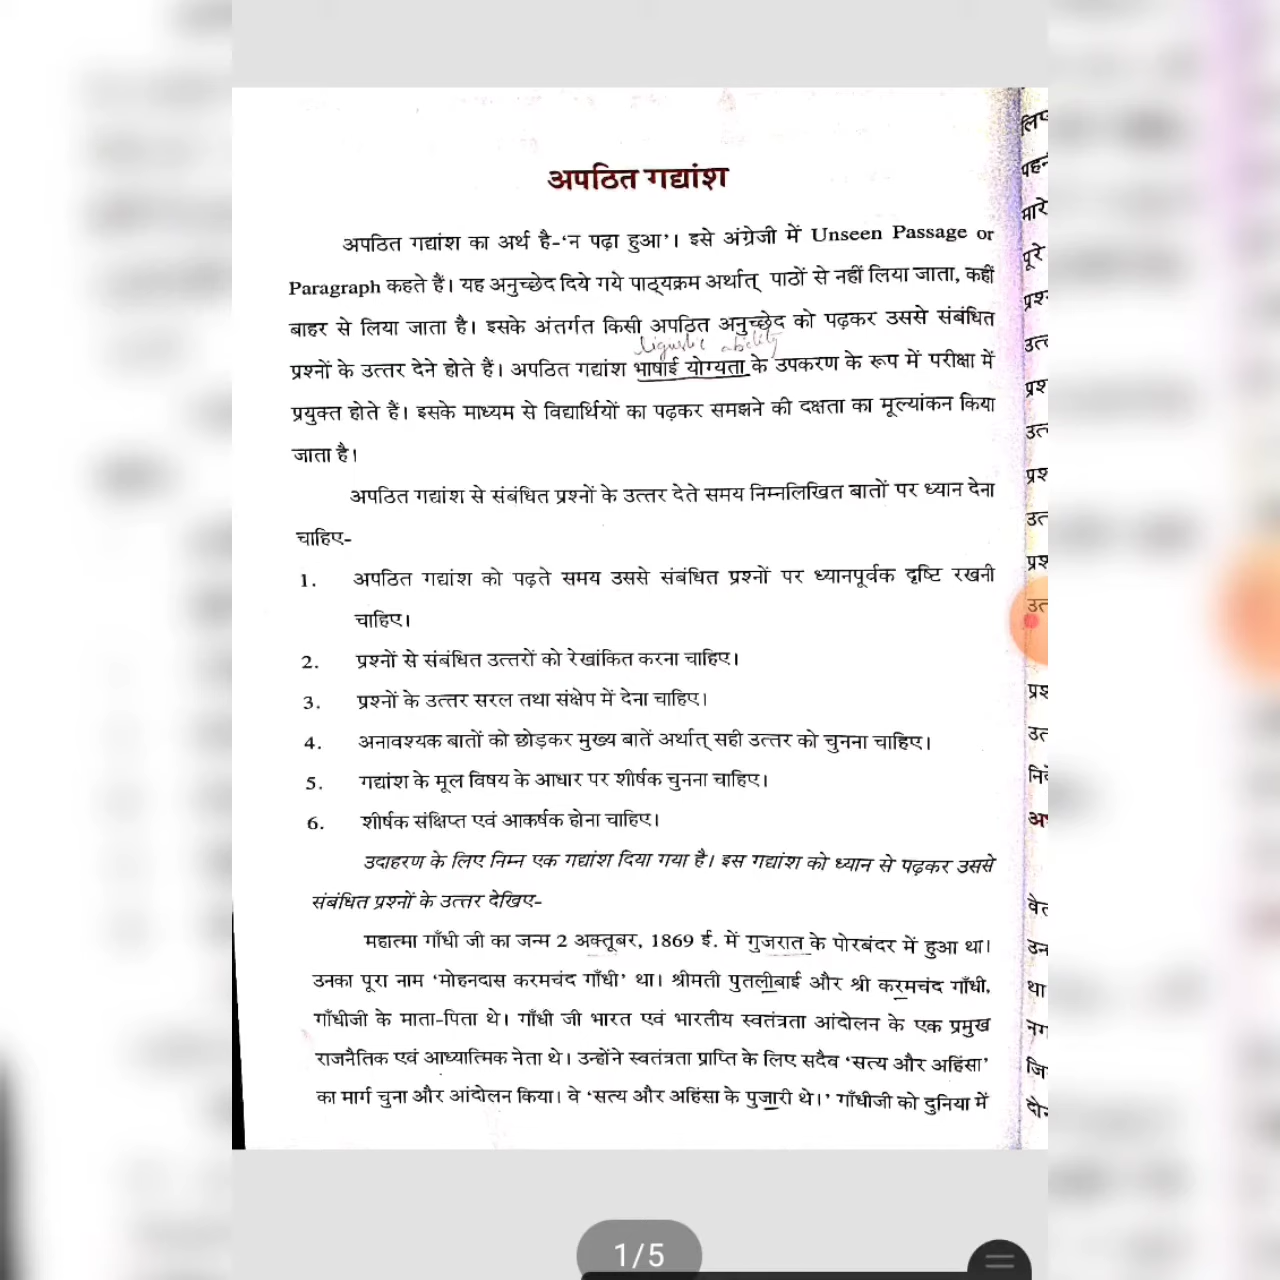 अपठित गद्यांश
अपठित गद्यांश का अर्थ है-‘न पढ़ा हुआ’। इसे अंग्रेजी में Unseen Passage or
Paragraph कहते हैं। यह अनुच्छेद दिये गये पाठ्यक्रम अर्थात् पाठों से नहीं लिया जाता, कहीं
बाहर से लिया जाता है। इसके अंतर्गत किसी अपठित अनुच्छेद को पढ़कर उससे संबंधित
ability
प्रश्नों के उत्तर देने होते हैं। अपठित गद्यांश भाषाई योग्यता के उपकरण के रूप में परीक्षा में
प्रयुक्त होते हैं। इसके माध्यम से विद्यार्थियों का पढ़कर समझने की दक्षता का मूल्यांकन किया
जाता है।
अपठित गद्यांश से संबंधित प्रश्नों के उत्तर देते समय निम्नलिखित बातों पर ध्यान देना
चाहिए-
1. अपठित गद्यांश को पढ़ते समय उससे संबंधित प्रश्नों पर ध्यानपूर्वक दृष्टि रखनी
चाहिए।
2. प्रश्नों से संबंधित उत्तरों को रेखांकित करना चाहिए।
3. प्रश्नों के उत्तर सरल तथा संक्षेप में देना चाहिए।
4. अनावश्यक बातों को छोड़कर मुख्य बातें अर्थात् सही उत्तर को चुनना चाहिए।
5. गद्यांश के मूल विषय के आधार पर शीर्षक चुनना चाहिए।
6. शीर्षक संक्षिप्त एवं आकर्षक होना चाहिए।
उदाहरण के लिए निम्न एक गद्यांश दिया गया है। इस गद्यांश को ध्यान से पढ़कर उससे
संबंधित प्रश्नों के उत्तर देखिए-
महात्मा गाँधी जी का जन्म 2 अक्तूबर, 1869 ई. में गुजरात के पोरबंदर में हुआ था।
उनका पूरा नाम ‘मोहनदास करमचंद गाँधी’ था। श्रीमती पुतलीबाई और श्री करमचंद गाँधी,
गाँधीजी के माता-पिता थे। गाँधी जी भारत एवं भारतीय स्वतंत्रता आंदोलन के एक प्रमुख
राजनैतिक एवं आध्यात्मिक नेता थे। उन्होंने स्वतंत्रता प्राप्ति के लिए सदैव ‘सत्य और अहिंसा’
का मार्ग चुना और आंदोलन किया। वे ‘सत्य और अहिंसा के पुजारी थे।’ गाँधीजी को दुनिया में
1/5